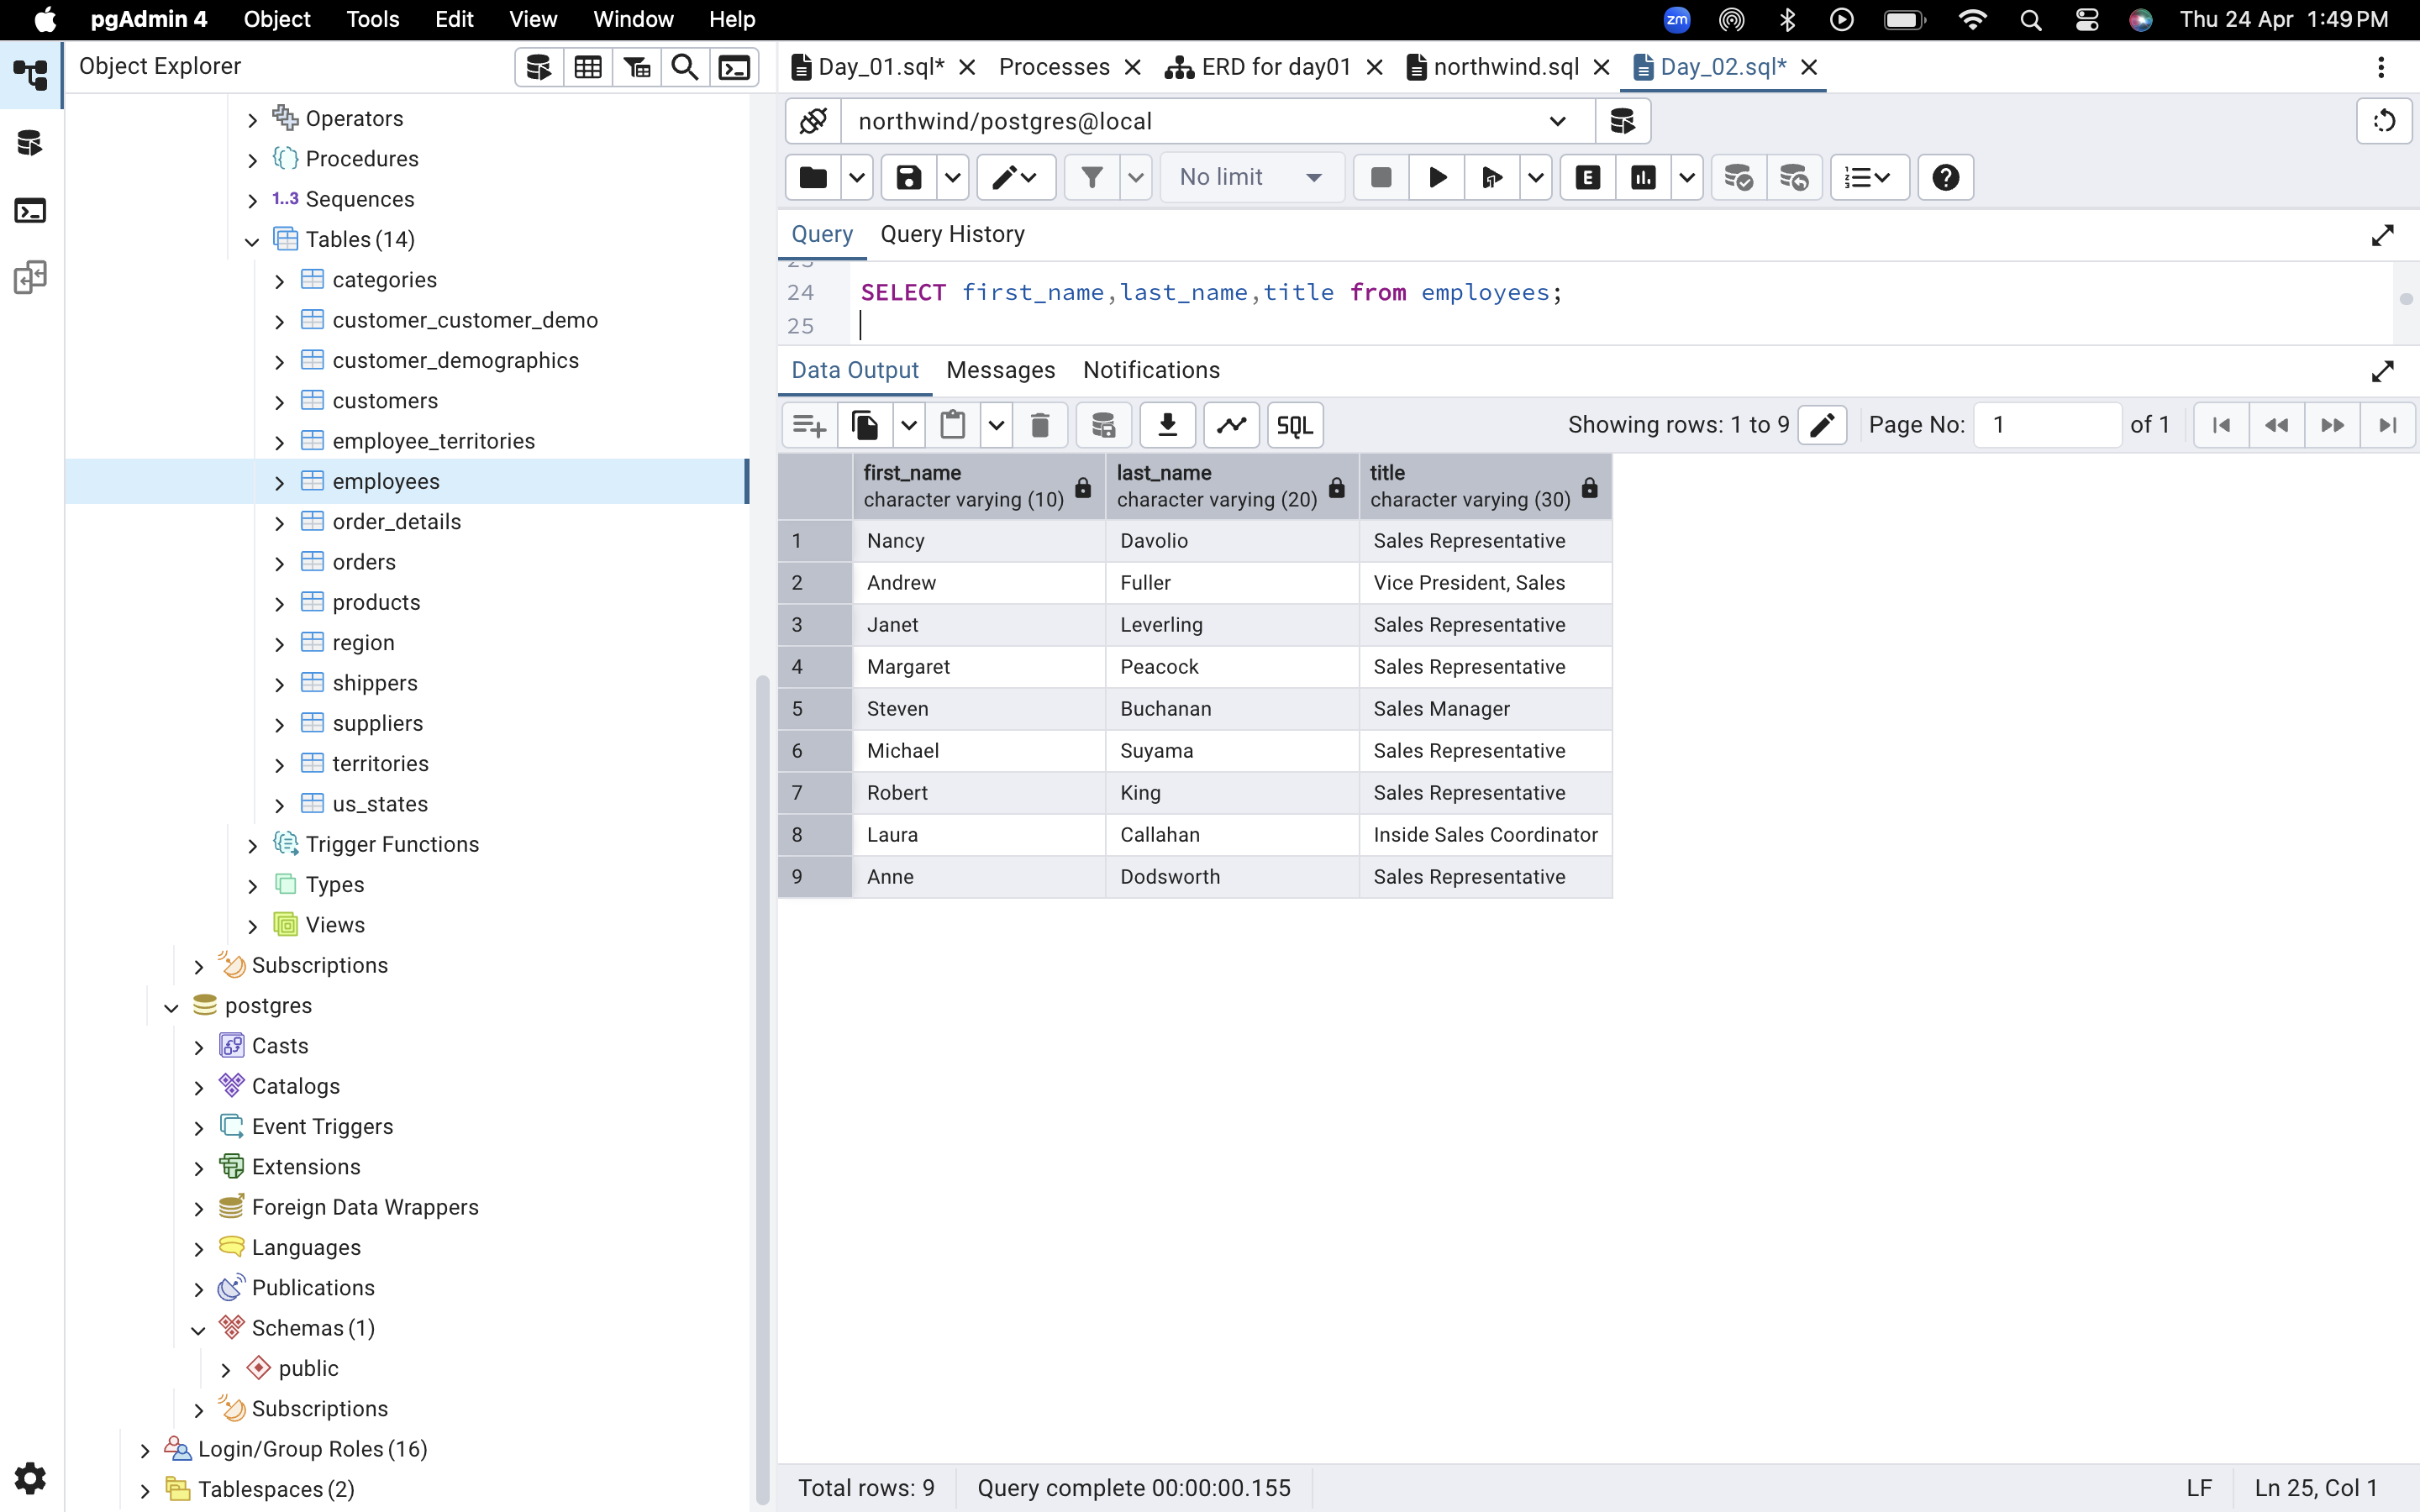 pgAdmin 4 Object Tools Edit View Window Help zm Thu 24 Apr 1:49 PM
Object Explorer
Operators
Procedures
1..3 Sequences
Tables (14)
categories
customer_customer_demo
customer_demographics
customers
employee_territories
employees
order_details
orders
products
region
shippers
suppliers
territories
us_states
Trigger Functions
Types
Views
Subscriptions
postgres
Casts
Catalogs
Event Triggers
Extensions
Foreign Data Wrappers
Languages
Publications
Schemas (1)
public
Subscriptions
Login/Group Roles (16)
Tablespaces (2)
Day_01.sql* Processes ERD for day01 northwind.sql Day_02.sql*
northwind/postgres@local
No limit E
Query Query History
23
24 SELECT first_name,last_name,title from employees;
25
Data Output Messages Notifications
SQL Showing rows: 1 to 9 Page No: 1 of 1
first_name last_name title
character varying (10) character varying (20) character varying (30)
1 Nancy Davolio Sales Representative
2 Andrew Fuller Vice President, Sales
3 Janet Leverling Sales Representative
4 Margaret Peacock Sales Representative
5 Steven Buchanan Sales Manager
6 Michael Suyama Sales Representative
7 Robert King Sales Representative
8 Laura Callahan Inside Sales Coordinator
9 Anne Dodsworth Sales Representative
Total rows: 9 Query complete 00:00:00.155 LF Ln 25, Col 1